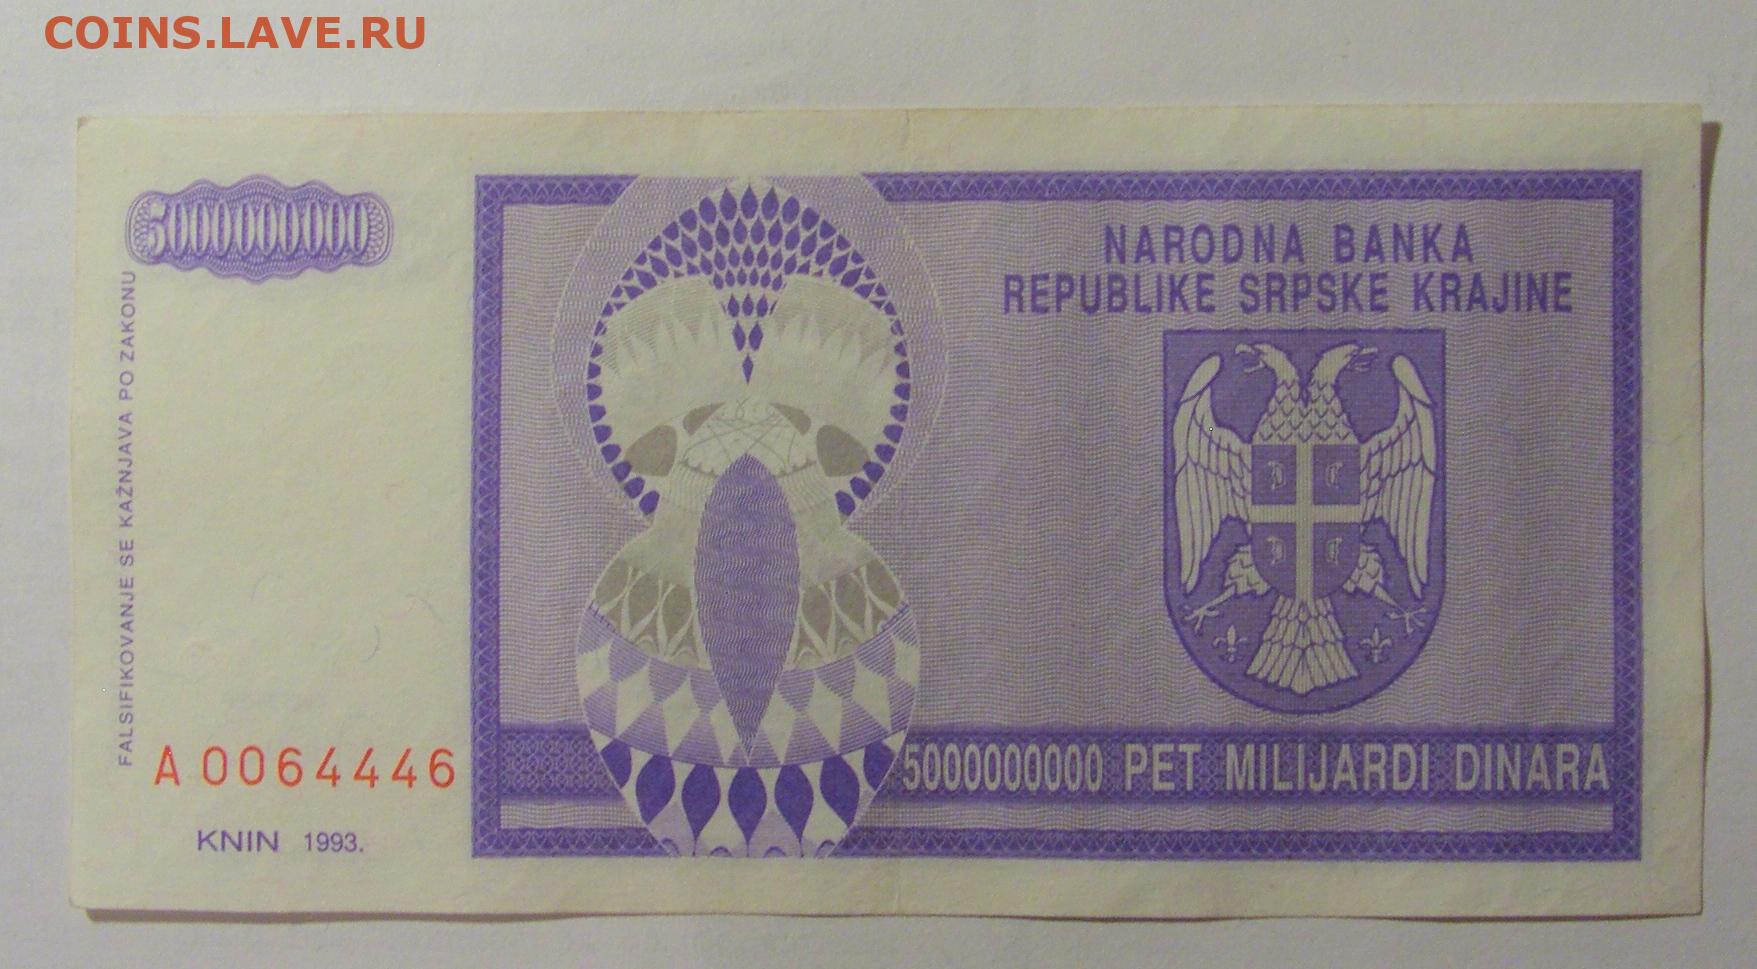 COINS.LAVE.RU
5000000000
NARODNA BANKA
REPUBLIKE SRPSKE KRAJINE
FALSIFIKOVANJE SE KAŽNJAVA PO ZAKONU
A 0064446
5000000000 PET MILIJARDI DINARA
KNIN 1993.